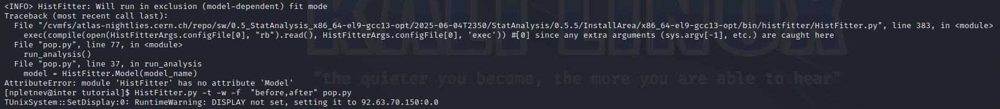 <INFO> HistFitter: Will run in exclusion (model-dependent) fit mode
Traceback (most recent call last):
  File "/cvmfs/atlas-nightlies.cern.ch/repo/sw/0.5_StatAnalysis_x86_64-el9-gcc13-opt/2025-06-04T2350/StatAnalysis/0.5.5/InstallArea/x86_64-el9-gcc13-opt/bin/histfitter/HistFitter.py", line 383, in <module>
    exec(compile(open(HistFitterArgs.configFile[0], "rb").read(), HistFitterArgs.configFile[0], 'exec')) #[0] since any extra arguments (sys.argv[-1], etc.) are caught here
  File "pop.py", line 77, in <module>
    run_analysis()
  File "pop.py", line 37, in run_analysis
    model = HistFitter.Model(model_name)
AttributeError: module 'HistFitter' has no attribute 'Model'
[npletnev@inter tutorial]$ HistFitter.py -t -w -f  "before,after" pop.py
TUnixSystem::SetDisplay:0: RuntimeWarning: DISPLAY not set, setting it to 92.63.70.150:0.0
KALI LINUX
"the quieter you become, the more you are able to hear"